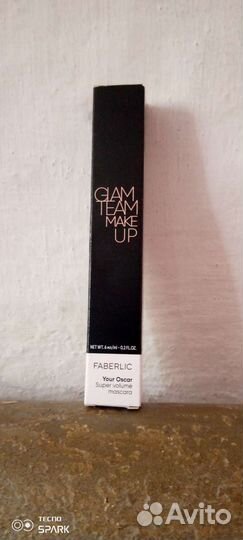 GLAM
TEAM
MAKE
UP
NET WT. 6 мл/ml - 0.2 FL.OZ.
FABERLIC
Your Oscar
Super volume
mascara
TECNO
SPARK
Avito